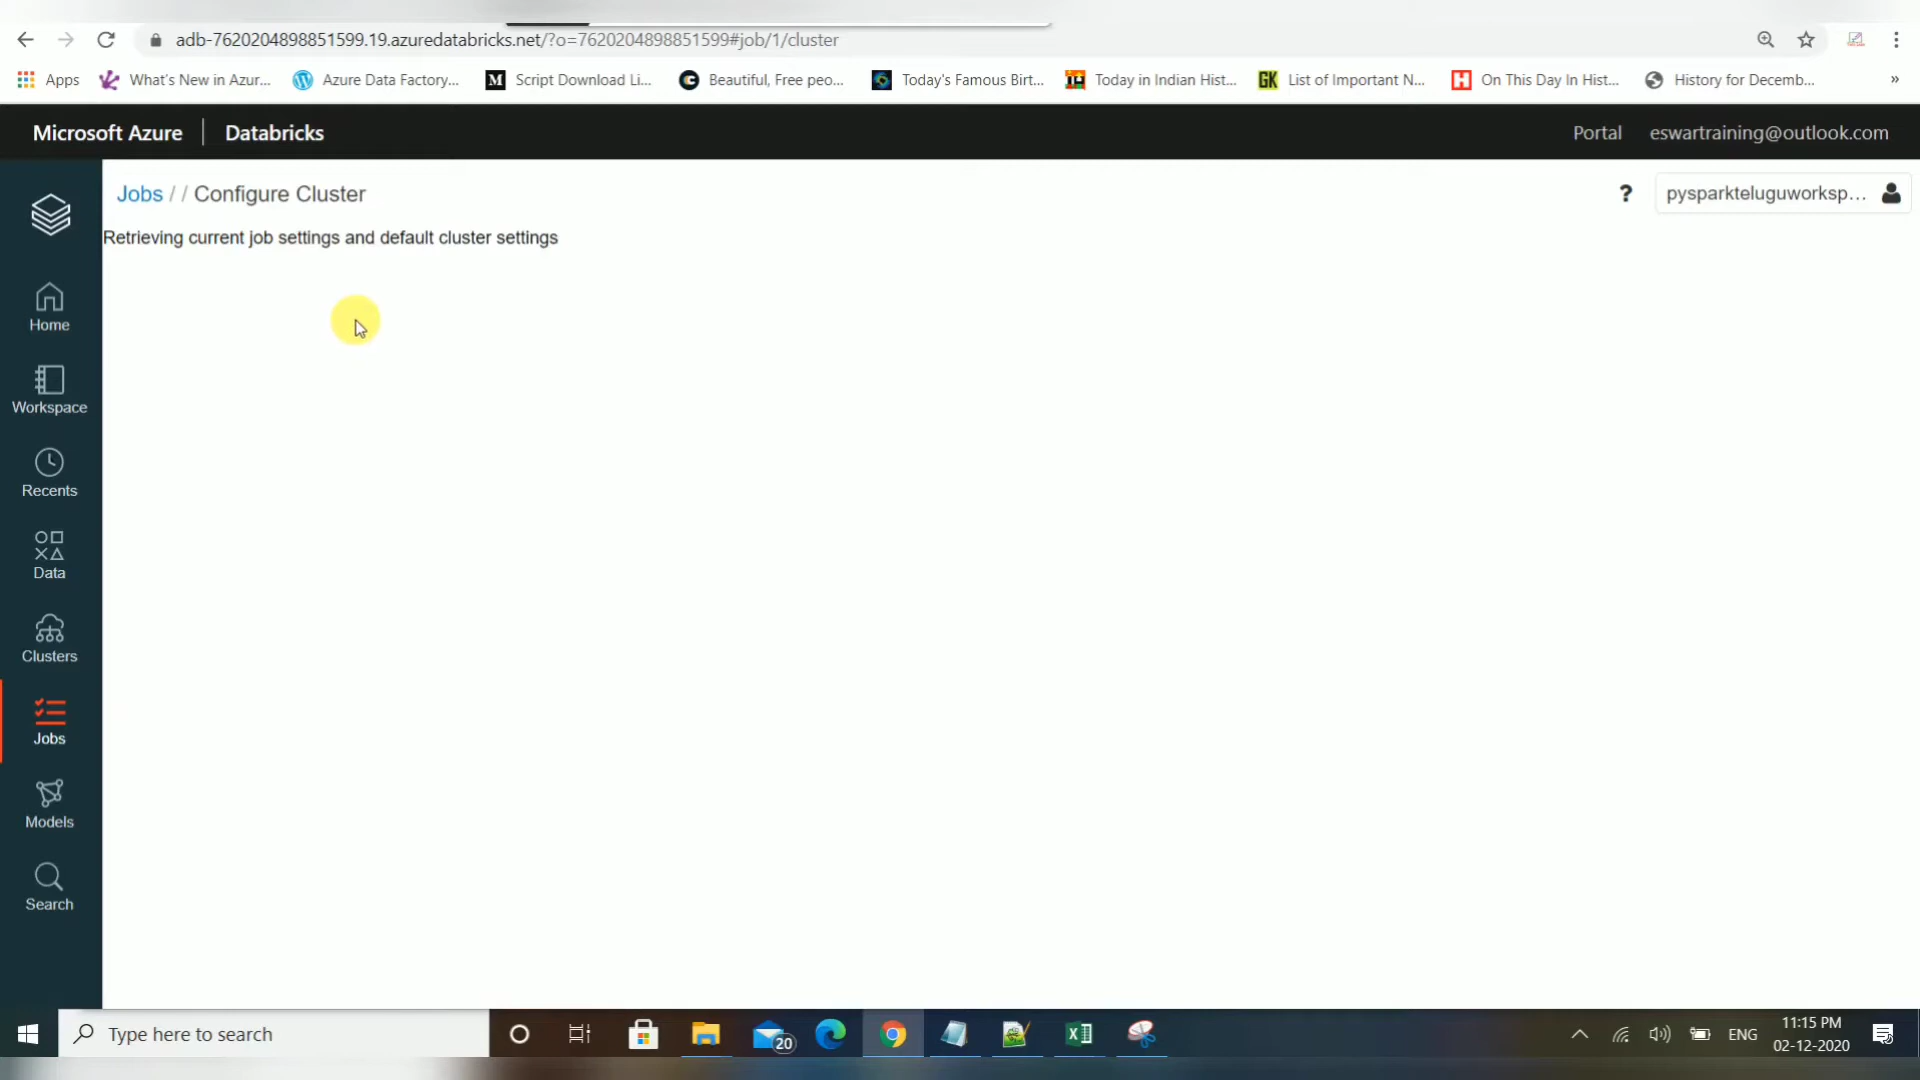 adb-7620204898851599.19.azuredatabricks.net/?o=7620204898851599#job/1/cluster
Apps What's New in Azur... Azure Data Factory... M Script Download Li... Beautiful, Free peo... Today's Famous Birt... Today in Indian Hist... GK List of Important N... H On This Day In Hist... History for Decemb... »
Microsoft Azure Databricks Portal eswartraining@outlook.com
Jobs / / Configure Cluster ? pysparkteluguworksp...
Retrieving current job settings and default cluster settings
Home
Workspace
Recents
Data
Clusters
Jobs
Models
Search
Type here to search 20 ENG 11:15 PM
02-12-2020